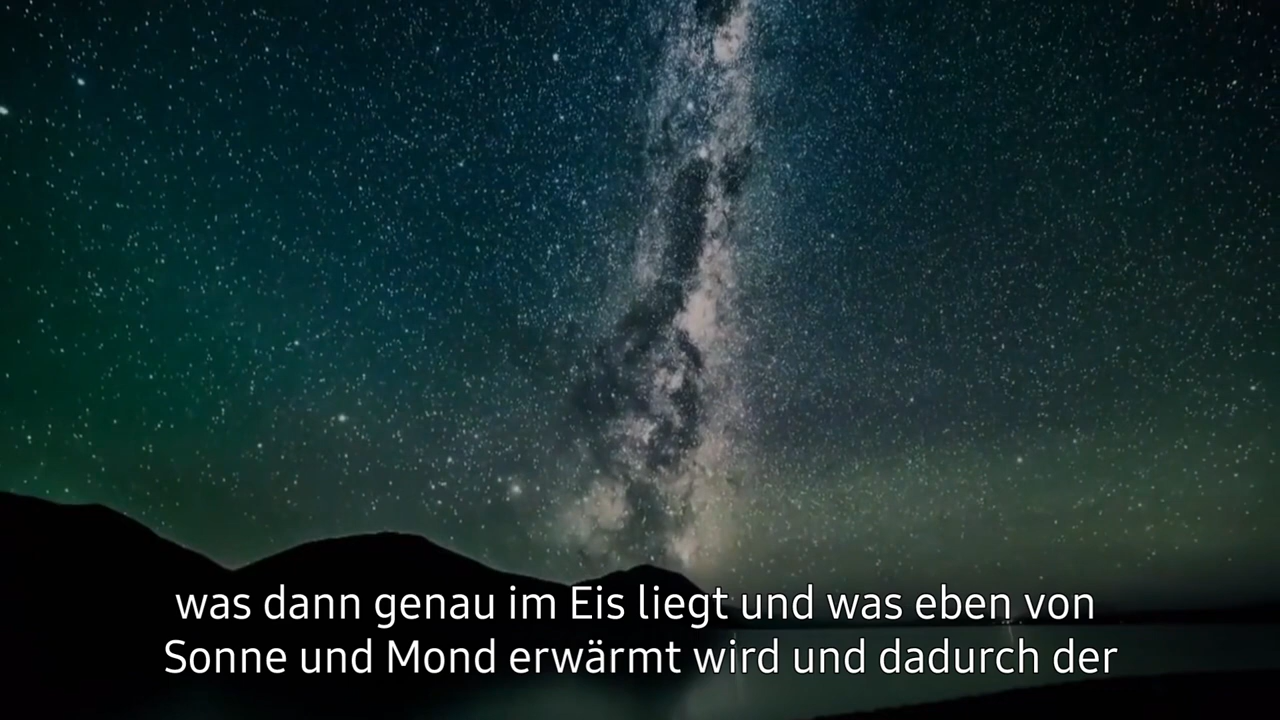 was dann genau im Eis liegt und was eben von
Sonne und Mond erwärmt wird und dadurch der